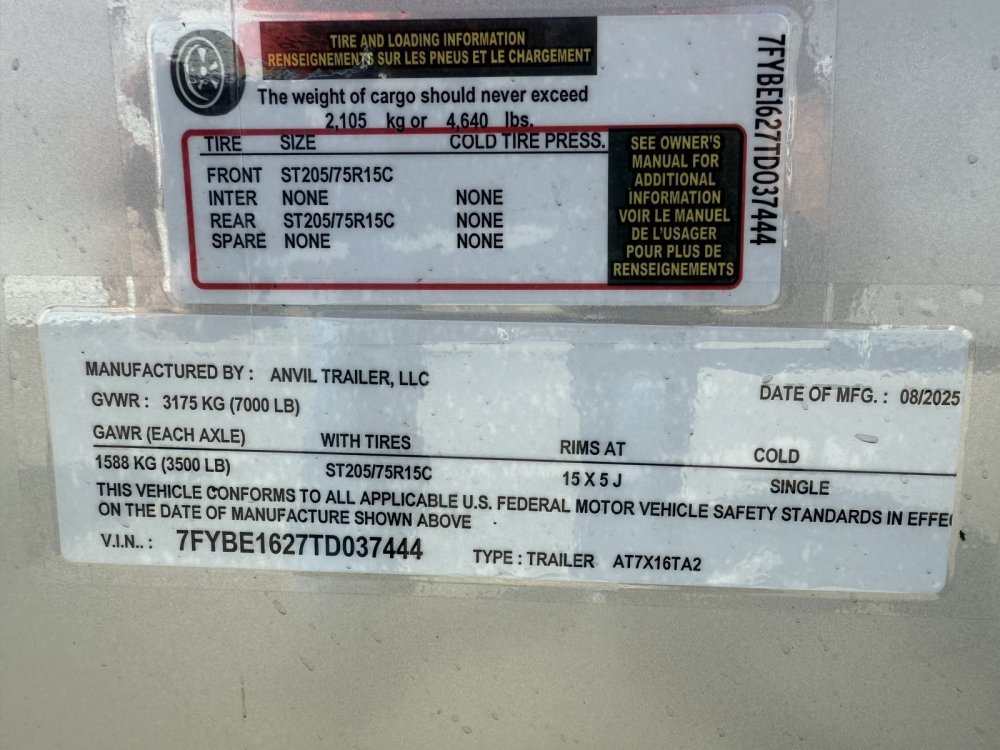 TIRE AND LOADING INFORMATION
RENSEIGNEMENTS SUR LES PNEUS ET LE CHARGEMENT
The weight of cargo should never exceed
2,105 kg or 4,640 lbs.
TIRE SIZE COLD TIRE PRESS.
FRONT ST205/75R15C
INTER NONE NONE
REAR ST205/75R15C NONE
SPARE NONE NONE
SEE OWNER'S
MANUAL FOR
ADDITIONAL
INFORMATION
VOIR LE MANUEL
DE L'USAGER
POUR PLUS DE
RENSEIGNEMENTS
7FYBE1627TD037444
MANUFACTURED BY : ANVIL TRAILER, LLC
DATE OF MFG. : 08/2025
GVWR : 3175 KG (7000 LB)
GAWR (EACH AXLE) WITH TIRES RIMS AT COLD
1588 KG (3500 LB) ST205/75R15C 15 X 5 J SINGLE
THIS VEHICLE CONFORMS TO ALL APPLICABLE U.S. FEDERAL MOTOR VEHICLE SAFETY STANDARDS IN EFFE
ON THE DATE OF MANUFACTURE SHOWN ABOVE
V.I.N.. : 7FYBE1627TD037444 TYPE : TRAILER AT7X16TA2